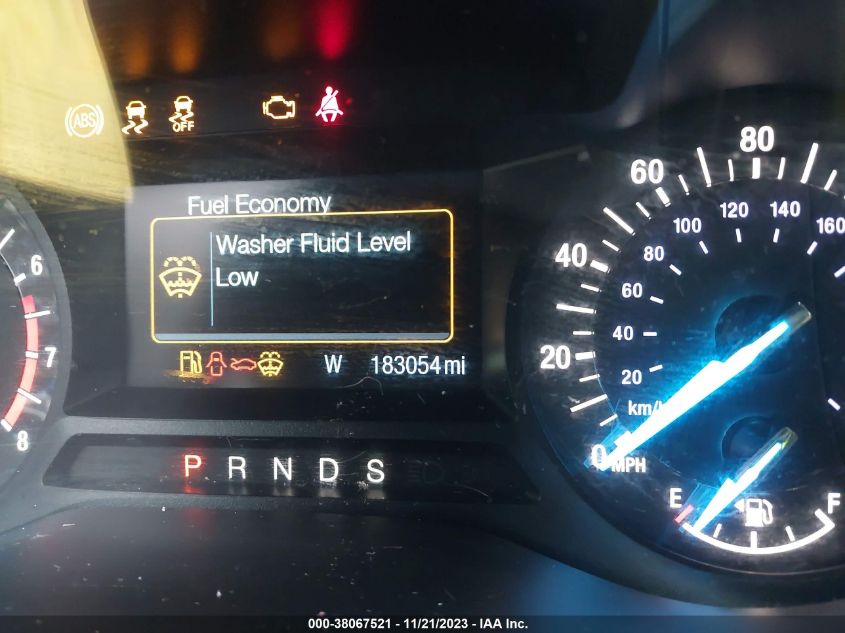 ABS
OFF
Fuel Economy
Washer Fluid Level
Low
W 183054 mi
P R N D S
6
7
8
0 20 40 60 80
20 40 60 80 100 120 140 160
km/
MPH
E F
000-38067521 - 11/21/2023 - IAA Inc.